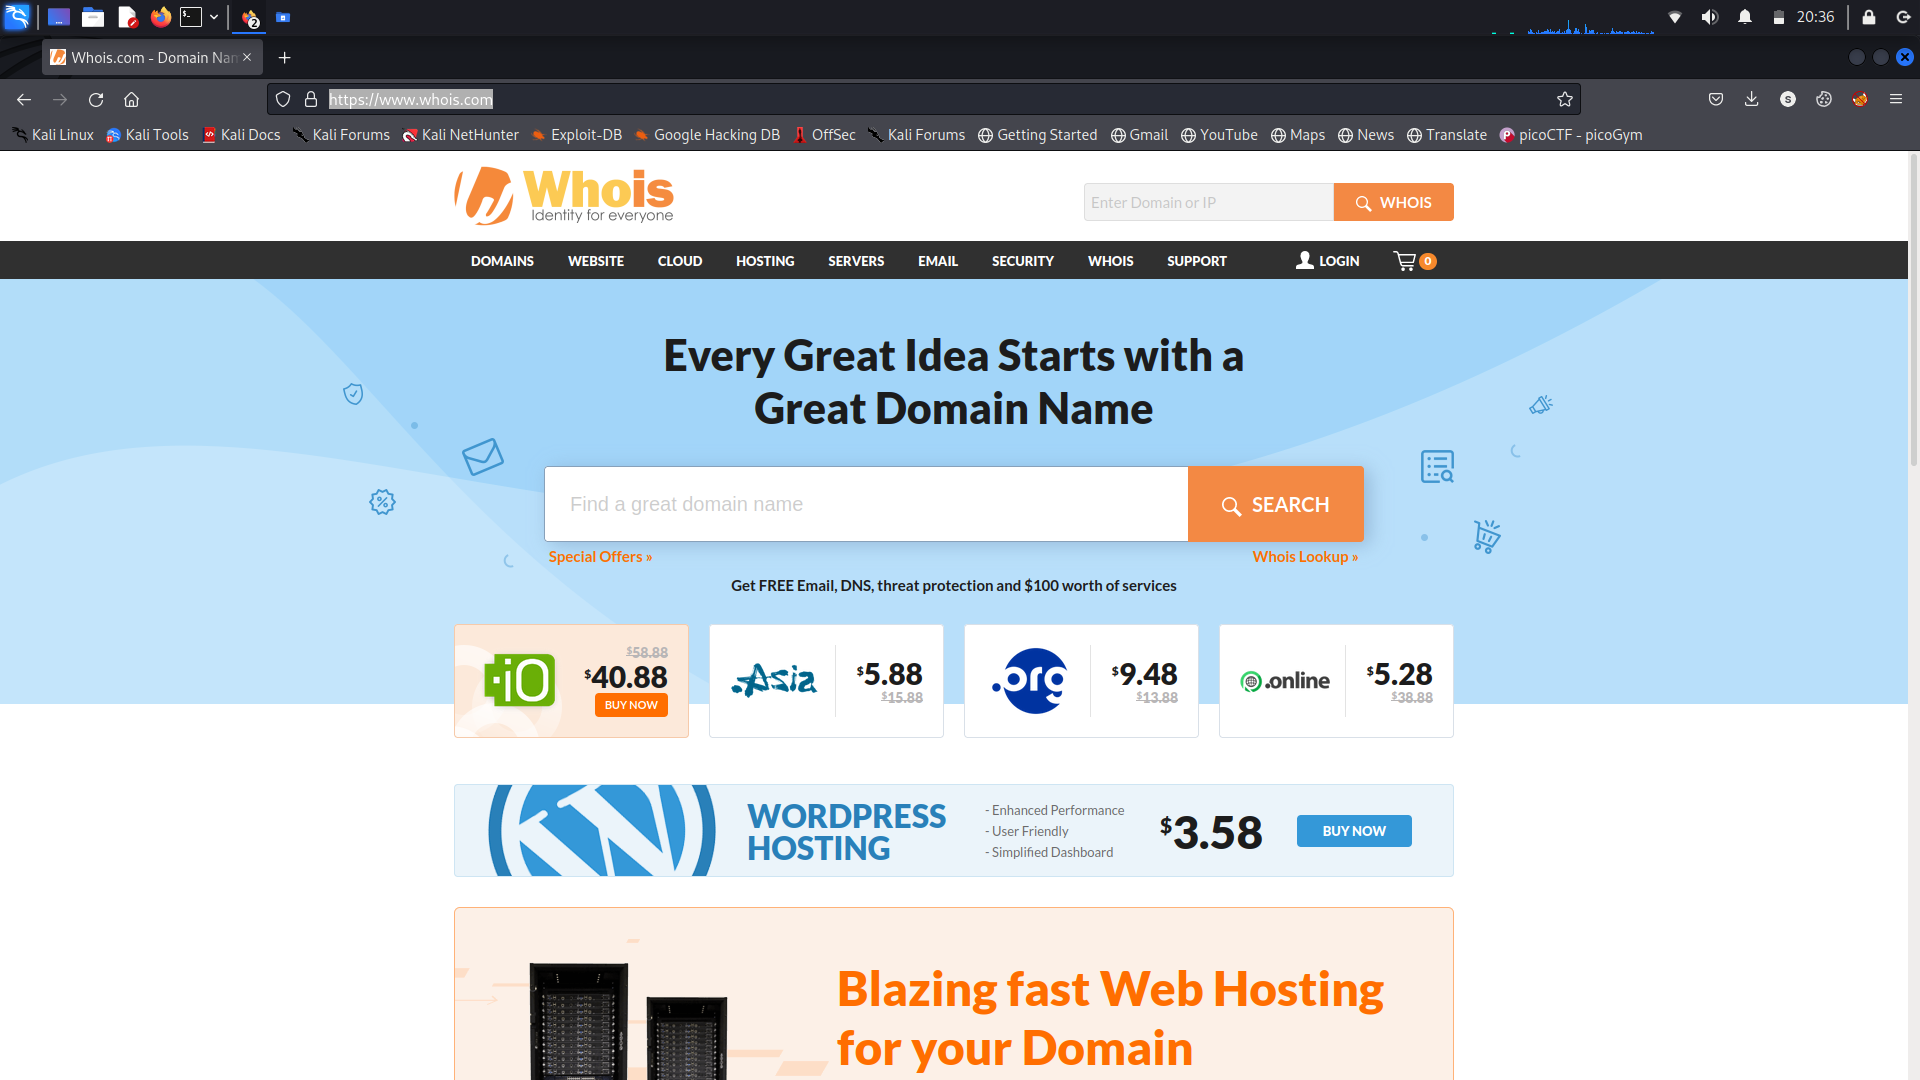 2
20:36
Whois.com - Domain Nan
https://www.whois.com
S
Kali Linux Kali Tools Kali Docs Kali Forums Kali NetHunter Exploit-DB Google Hacking DB OffSec Kali Forums Getting Started Gmail YouTube Maps News Translate picoCTF - picoGym
Whois
Identity for everyone
Enter Domain or IP WHOIS
DOMAINS WEBSITE CLOUD HOSTING SERVERS EMAIL SECURITY WHOIS SUPPORT LOGIN 0
Every Great Idea Starts with a
Great Domain Name
Find a great domain name SEARCH
Special Offers » Whois Lookup »
Get FREE Email, DNS, threat protection and $100 worth of services
.iO $58.88
$40.88
BUY NOW
.Asia $5.88
$15.88
.org $9.48
$13.88
.online $5.28
$38.88
WORDPRESS
HOSTING
- Enhanced Performance
- User Friendly
- Simplified Dashboard
$3.58
BUY NOW
Blazing fast Web Hosting
for your Domain